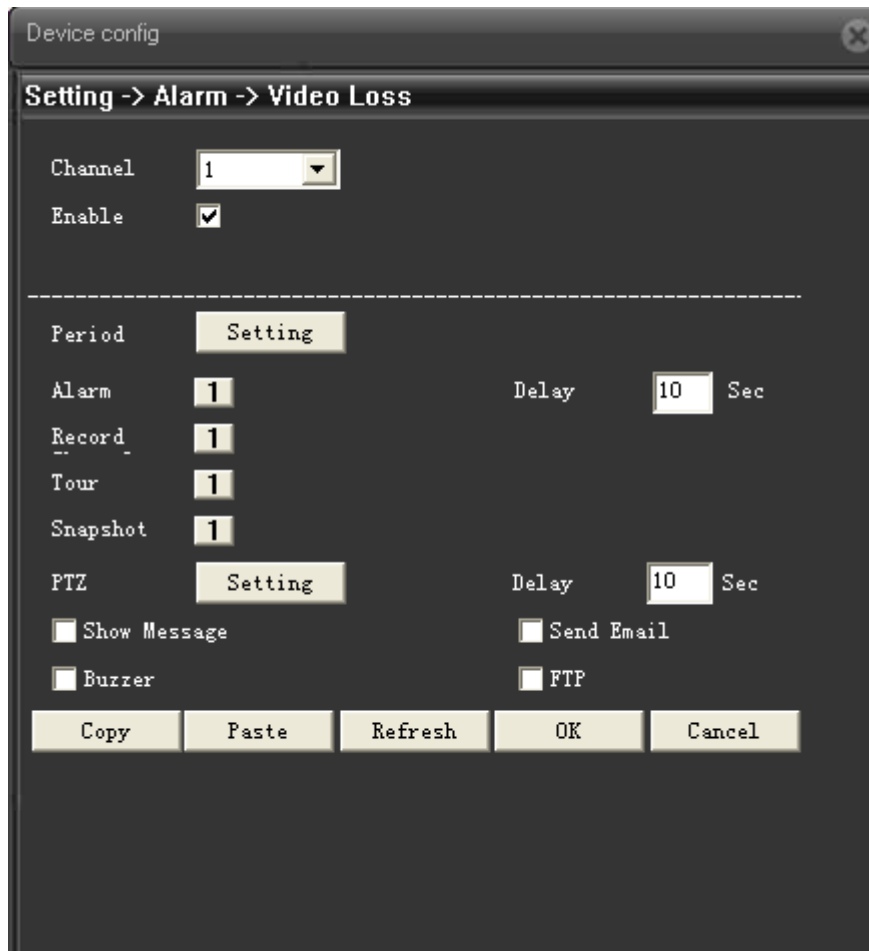 Device config
Setting -> Alarm -> Video Loss
Channel 1
Enable
Period Setting
Alarm 1 Delay 10 Sec
Record 1
Tour 1
Snapshot 1
PTZ Setting Delay 10 Sec
Show Message Send Email
Buzzer FTP
Copy Paste Refresh OK Cancel